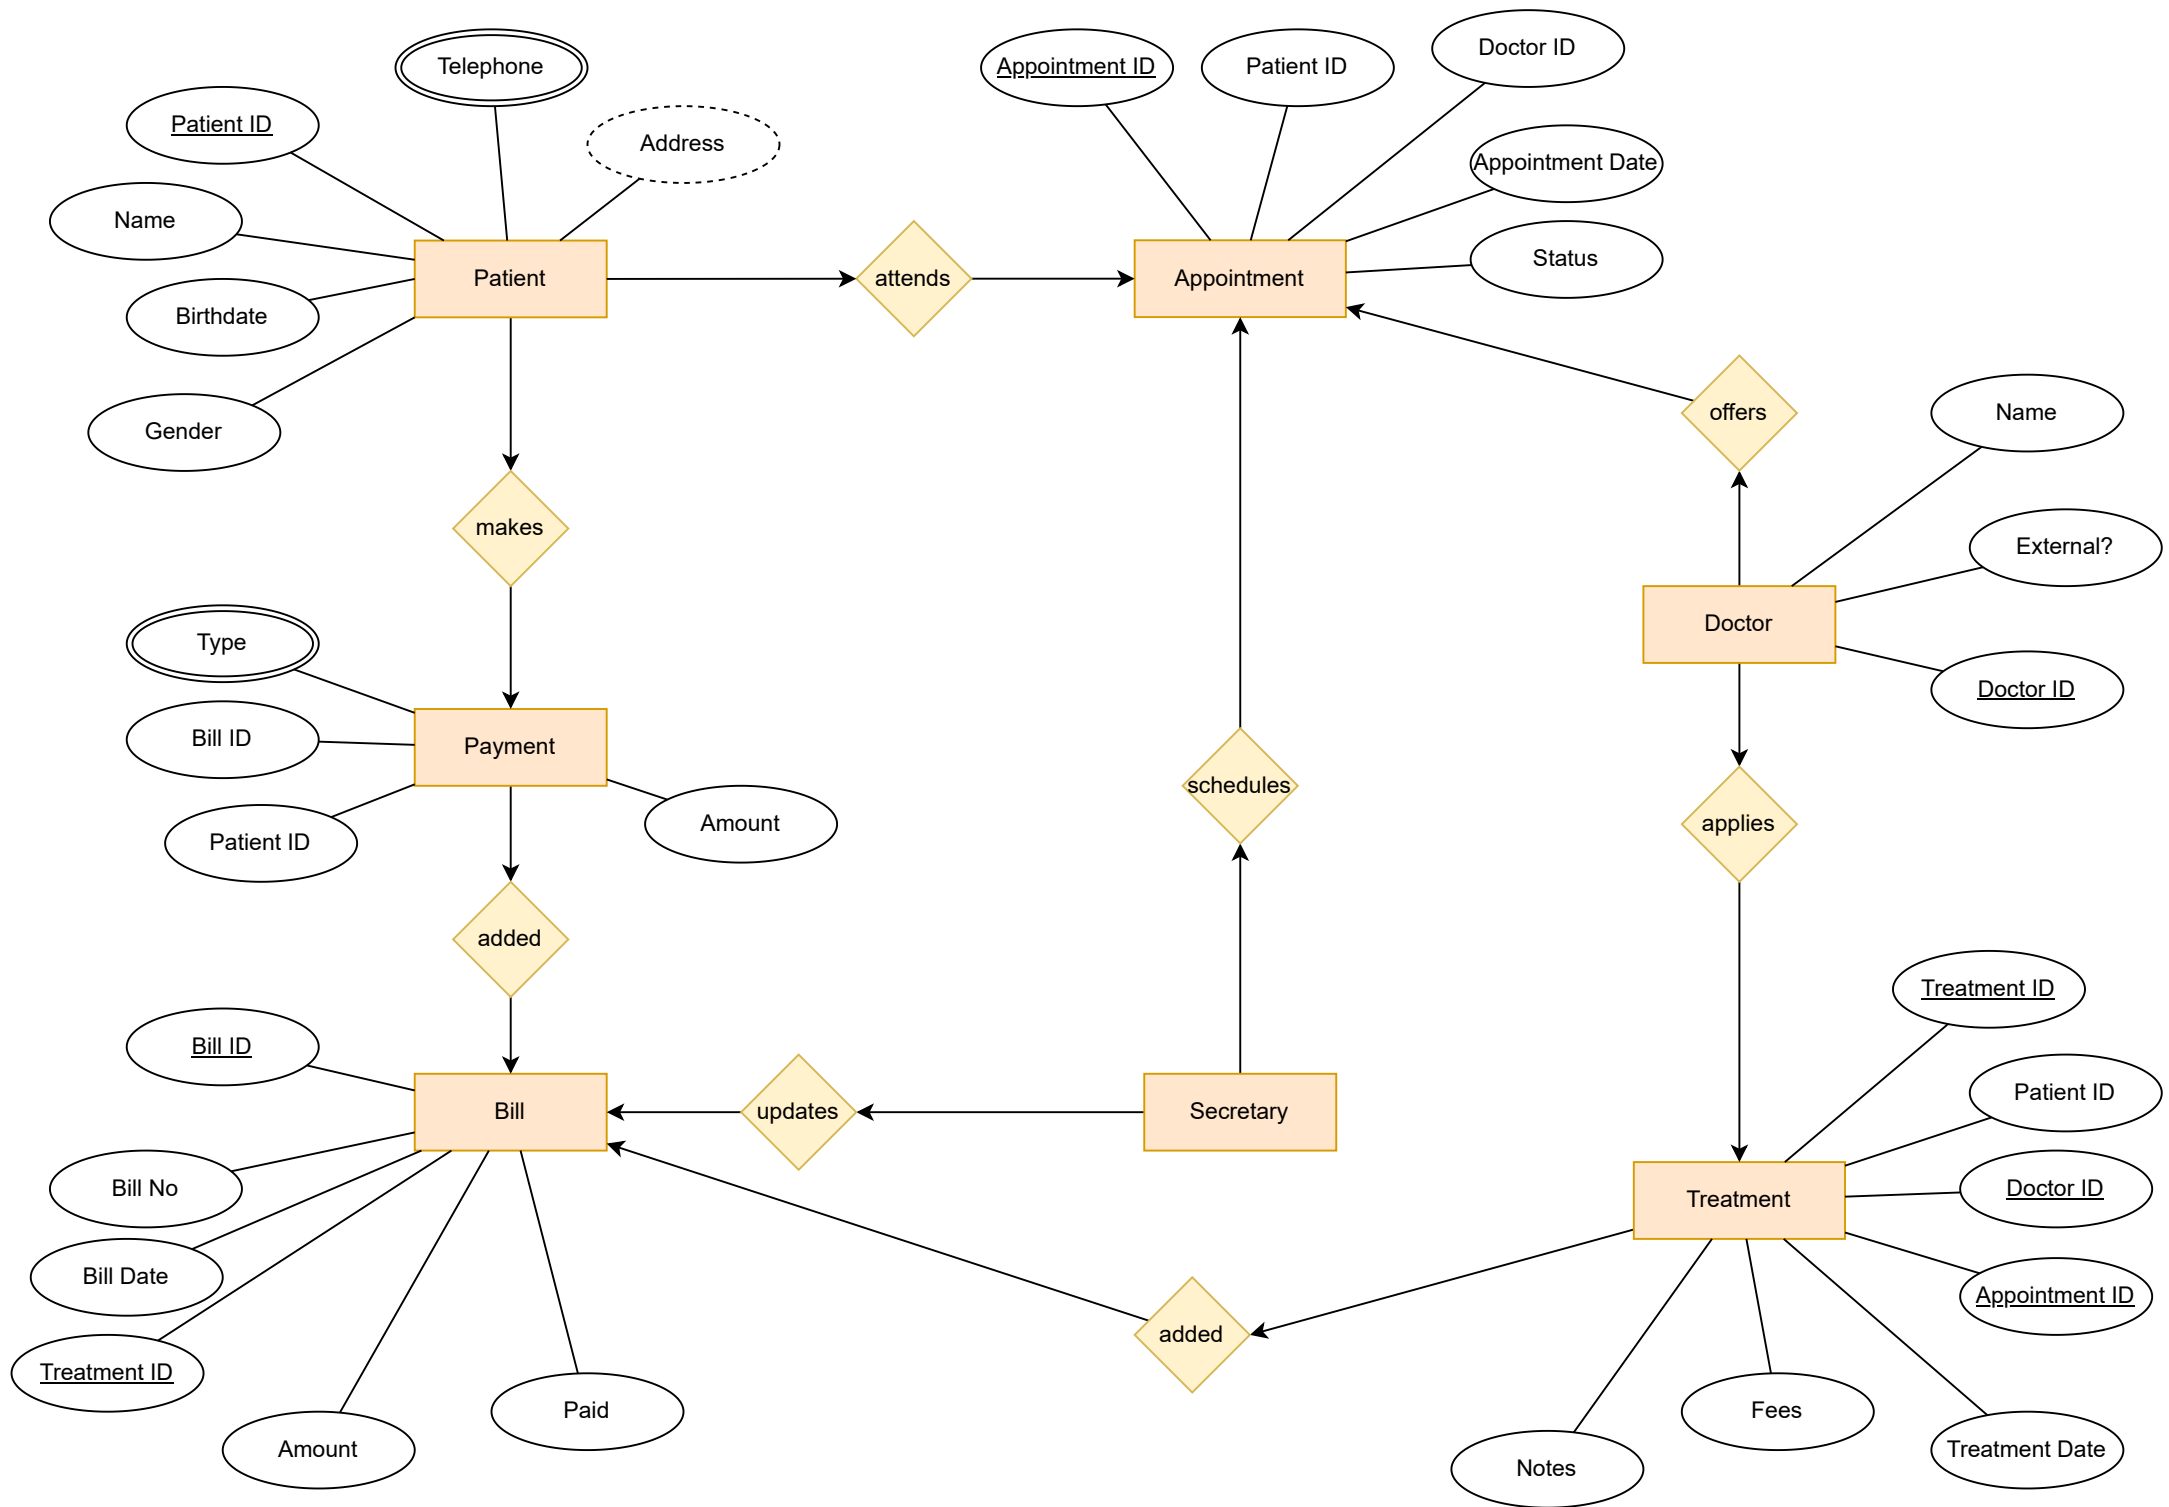 Doctor ID
Telephone
Appointment ID
Patient ID
Patient ID
Address
Appointment Date
Name
Status
Patient
attends
Appointment
Birthdate
offers
Name
Gender
makes
External?
Doctor
Type
Doctor ID
Bill ID
Payment
schedules
Amount
applies
Patient ID
added
Treatment ID
Bill ID
Patient ID
Bill
updates
Secretary
Bill No
Doctor ID
Treatment
Bill Date
Appointment ID
added
Treatment ID
Paid
Fees
Amount
Treatment Date
Notes